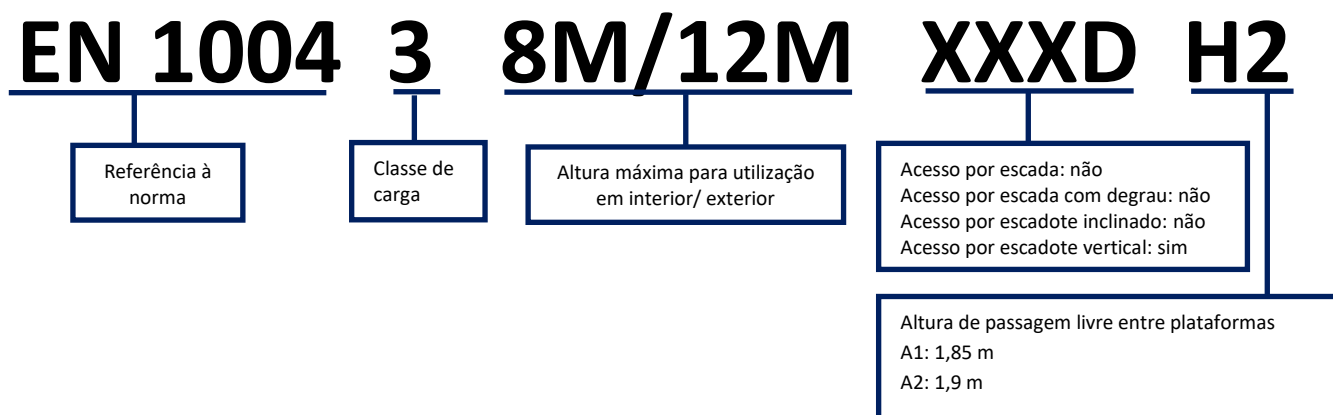 EN 1004 3 8M/12M XXXD H2
Referência à
norma
Classe de
carga
Altura máxima para utilização
em interior/ exterior
Acesso por escada: não
Acesso por escada com degrau: não
Acesso por escadote inclinado: não
Acesso por escadote vertical: sim
Altura de passagem livre entre plataformas
A1: 1,85 m
A2: 1,9 m